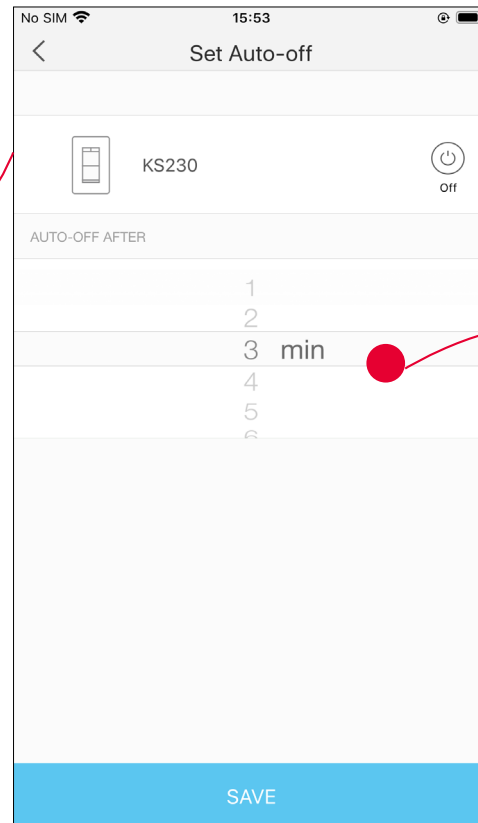 No SIM 15:53
Set Auto-off
KS230
Off
AUTO-OFF AFTER
1
2
3 min
4
5
6
SAVE